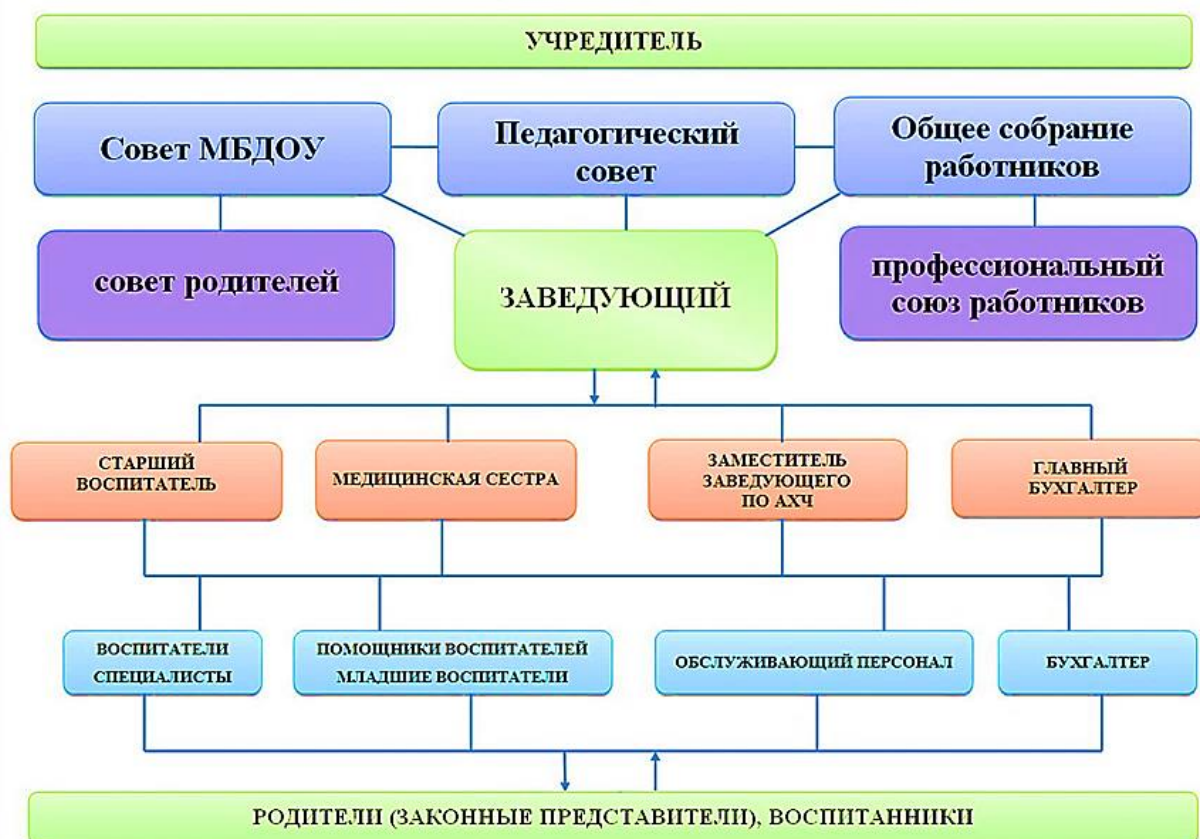 УЧРЕДИТЕЛЬ
Совет МБДОУ
Педагогический
совет
Общее собрание
работников
совет родителей
ЗАВЕДУЮЩИЙ
профессиональный
союз работников
СТАРШИЙ
ВОСПИТАТЕЛЬ
МЕДИЦИНСКАЯ СЕСТРА
ЗАМЕСТИТЕЛЬ
ЗАВЕДУЮЩЕГО
ПО АХЧ
ГЛАВНЫЙ
БУХГАЛТЕР
ВОСПИТАТЕЛИ
СПЕЦИАЛИСТЫ
ПОМОЩНИКИ ВОСПИТАТЕЛЕЙ
МЛАДШИЕ ВОСПИТАТЕЛИ
ОБСЛУЖИВАЮЩИЙ ПЕРСОНАЛ
БУХГАЛТЕР
РОДИТЕЛИ (ЗАКОННЫЕ ПРЕДСТАВИТЕЛИ), ВОСПИТАННИКИ